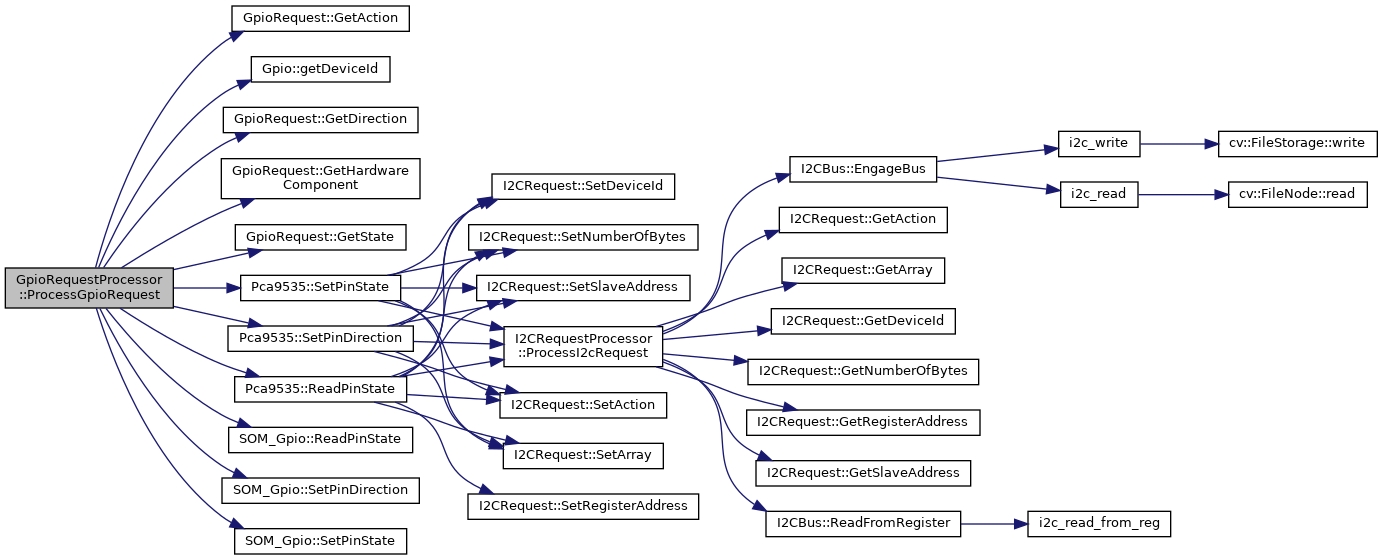 GpioRequestProcessor
::ProcessGpioRequest
GpioRequest::GetAction
Gpio::getDeviceId
GpioRequest::GetDirection
GpioRequest::GetHardware
Component
GpioRequest::GetState
Pca9535::SetPinState
Pca9535::SetPinDirection
Pca9535::ReadPinState
SOM_Gpio::ReadPinState
SOM_Gpio::SetPinDirection
SOM_Gpio::SetPinState
I2CRequest::SetDeviceId
I2CRequest::SetNumberOfBytes
I2CRequest::SetSlaveAddress
I2CRequestProcessor
::ProcessI2cRequest
I2CRequest::SetAction
I2CRequest::SetArray
I2CRequest::SetRegisterAddress
I2CBus::EngageBus
I2CRequest::GetAction
I2CRequest::GetArray
I2CRequest::GetDeviceId
I2CRequest::GetNumberOfBytes
I2CRequest::GetRegisterAddress
I2CRequest::GetSlaveAddress
I2CBus::ReadFromRegister
i2c_write
i2c_read
i2c_read_from_reg
cv::FileStorage::write
cv::FileNode::read